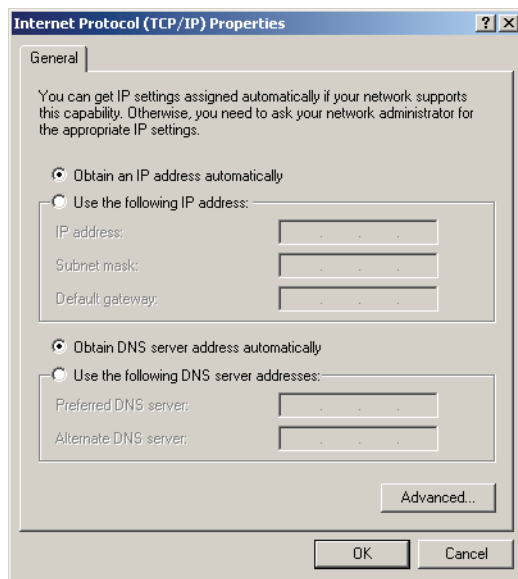 Internet Protocol (TCP/IP) Properties
General
You can get IP settings assigned automatically if your network supports
this capability. Otherwise, you need to ask your network administrator for
the appropriate IP settings.
Obtain an IP address automatically
Use the following IP address:
IP address:
Subnet mask:
Default gateway:
Obtain DNS server address automatically
Use the following DNS server addresses:
Preferred DNS server:
Alternate DNS server:
Advanced...
OK
Cancel